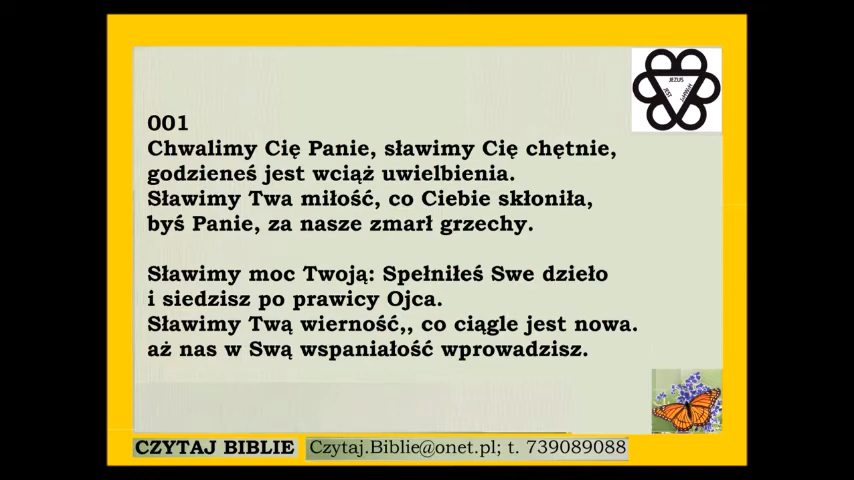 JEZUS
JEST
001
Chwalimy Cię Panie, sławimy Cię chętnie,
godzieneś jest wciąż uwielbienia.
Sławimy Twa miłość, co Ciebie skłoniła,
byś Panie, za nasze zmarł grzechy.
Sławimy moc Twoją: Spełniłeś Swe dzieło
i siedzisz po prawicy Ojca.
Sławimy Twą wierność,, co ciągle jest nowa.
aż nas w Swą wspaniałość wprowadzisz.
CZYTAJ BIBLIE
Czytaj.Biblie@onet.pl; t. 739089088